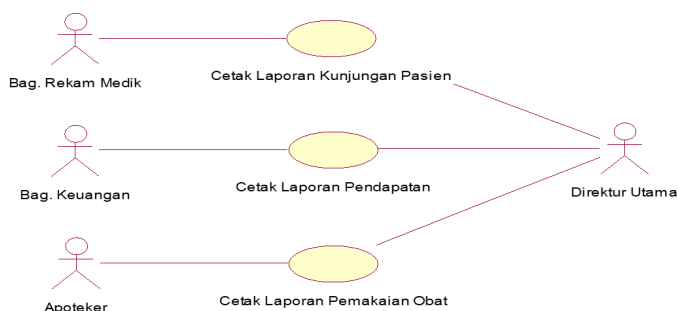 Bag. Rekam Medik
Cetak Laporan Kunjungan Pasien
Bag. Keuangan
Cetak Laporan Pendapatan
Direktur Utama
Apoteker
Cetak Laporan Pemakaian Obat